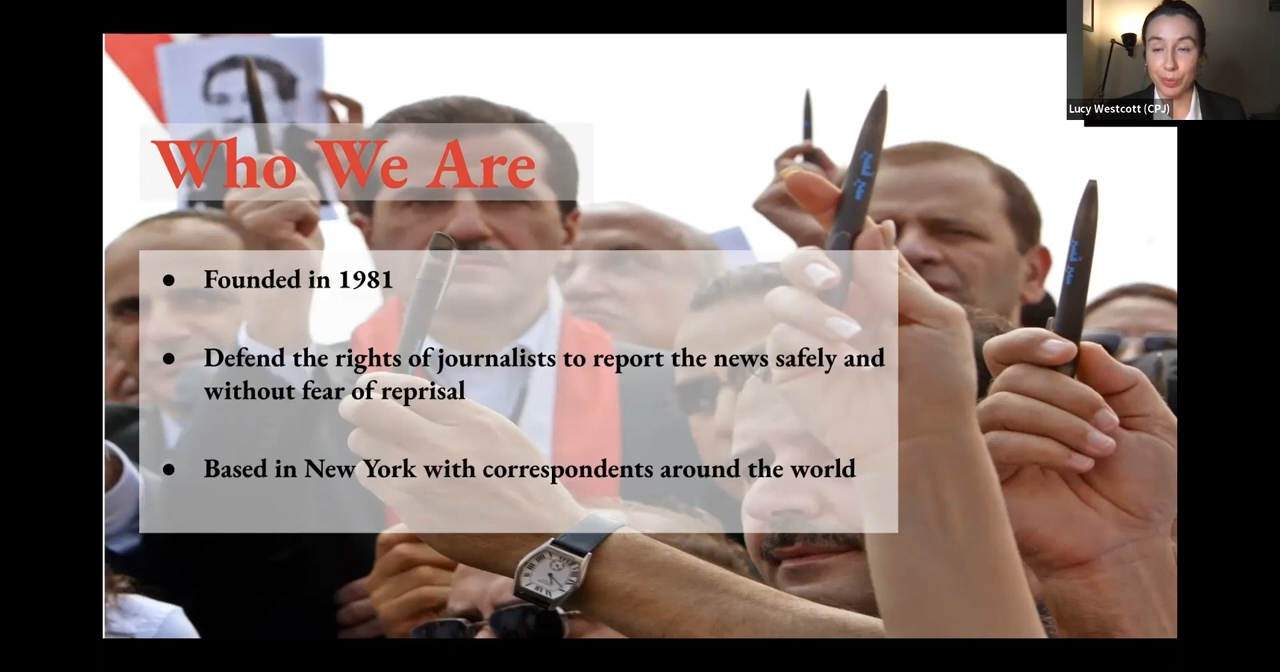 Lucy Westcott (CPJ)
Who We Are
● Founded in 1981
● Defend the rights of journalists to report the news safely and
without fear of reprisal
● Based in New York with correspondents around the world